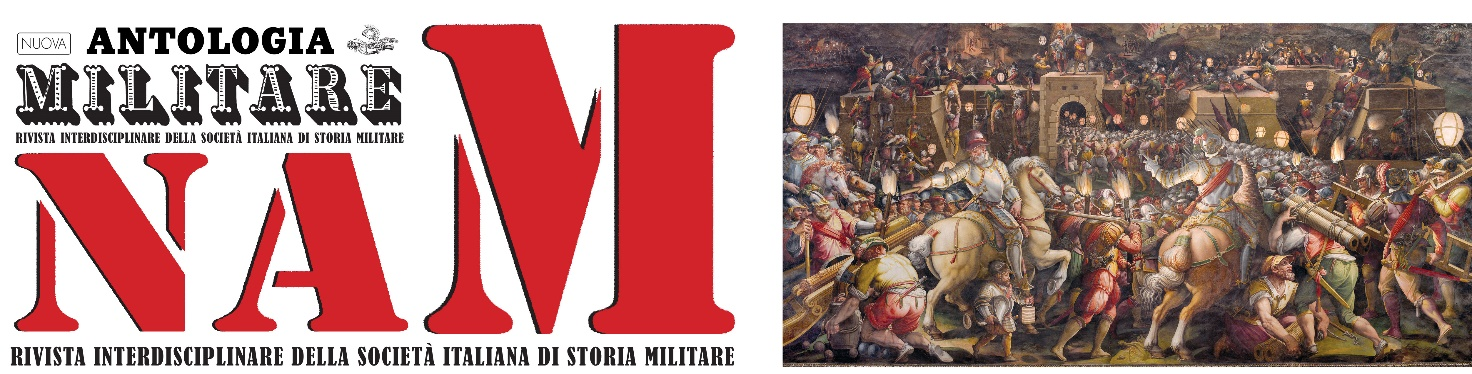 NUOVA ANTOLOGIA
MILITARE
RIVISTA INTERDISCIPLINARE DELLA SOCIETÀ ITALIANA DI STORIA MILITARE
NAM
RIVISTA INTERDISCIPLINARE DELLA SOCIETÀ ITALIANA DI STORIA MILITARE